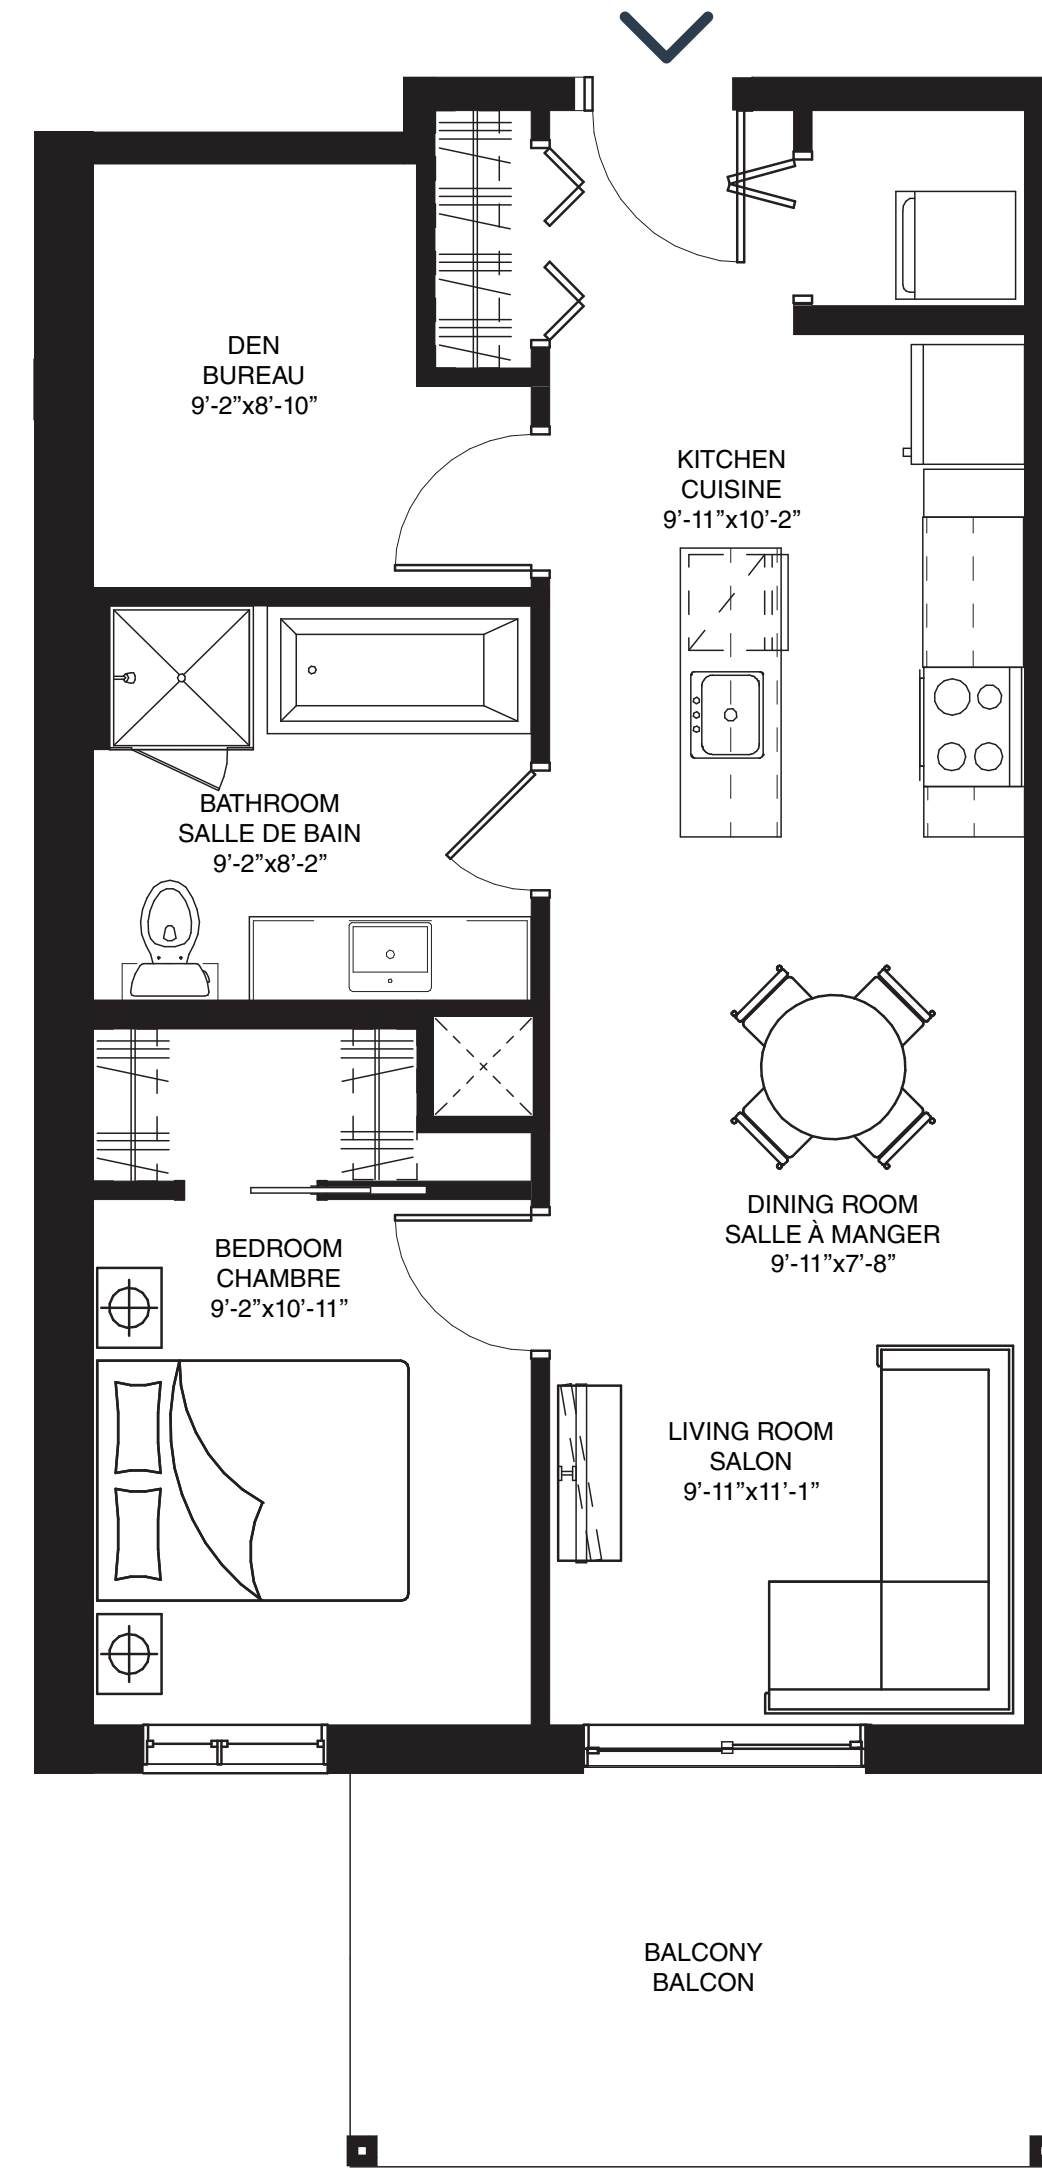 DEN
BUREAU
9’-2”x8’-10”
KITCHEN
CUISINE
9’-11”x10’-2”
BATHROOM
SALLE DE BAIN
9’-2”x8’-2”
DINING ROOM
SALLE À MANGER
9’-11”x7’-8”
BEDROOM
CHAMBRE
9’-2”x10’-11”
LIVING ROOM
SALON
9’-11”x11’-1”
BALCONY
BALCON